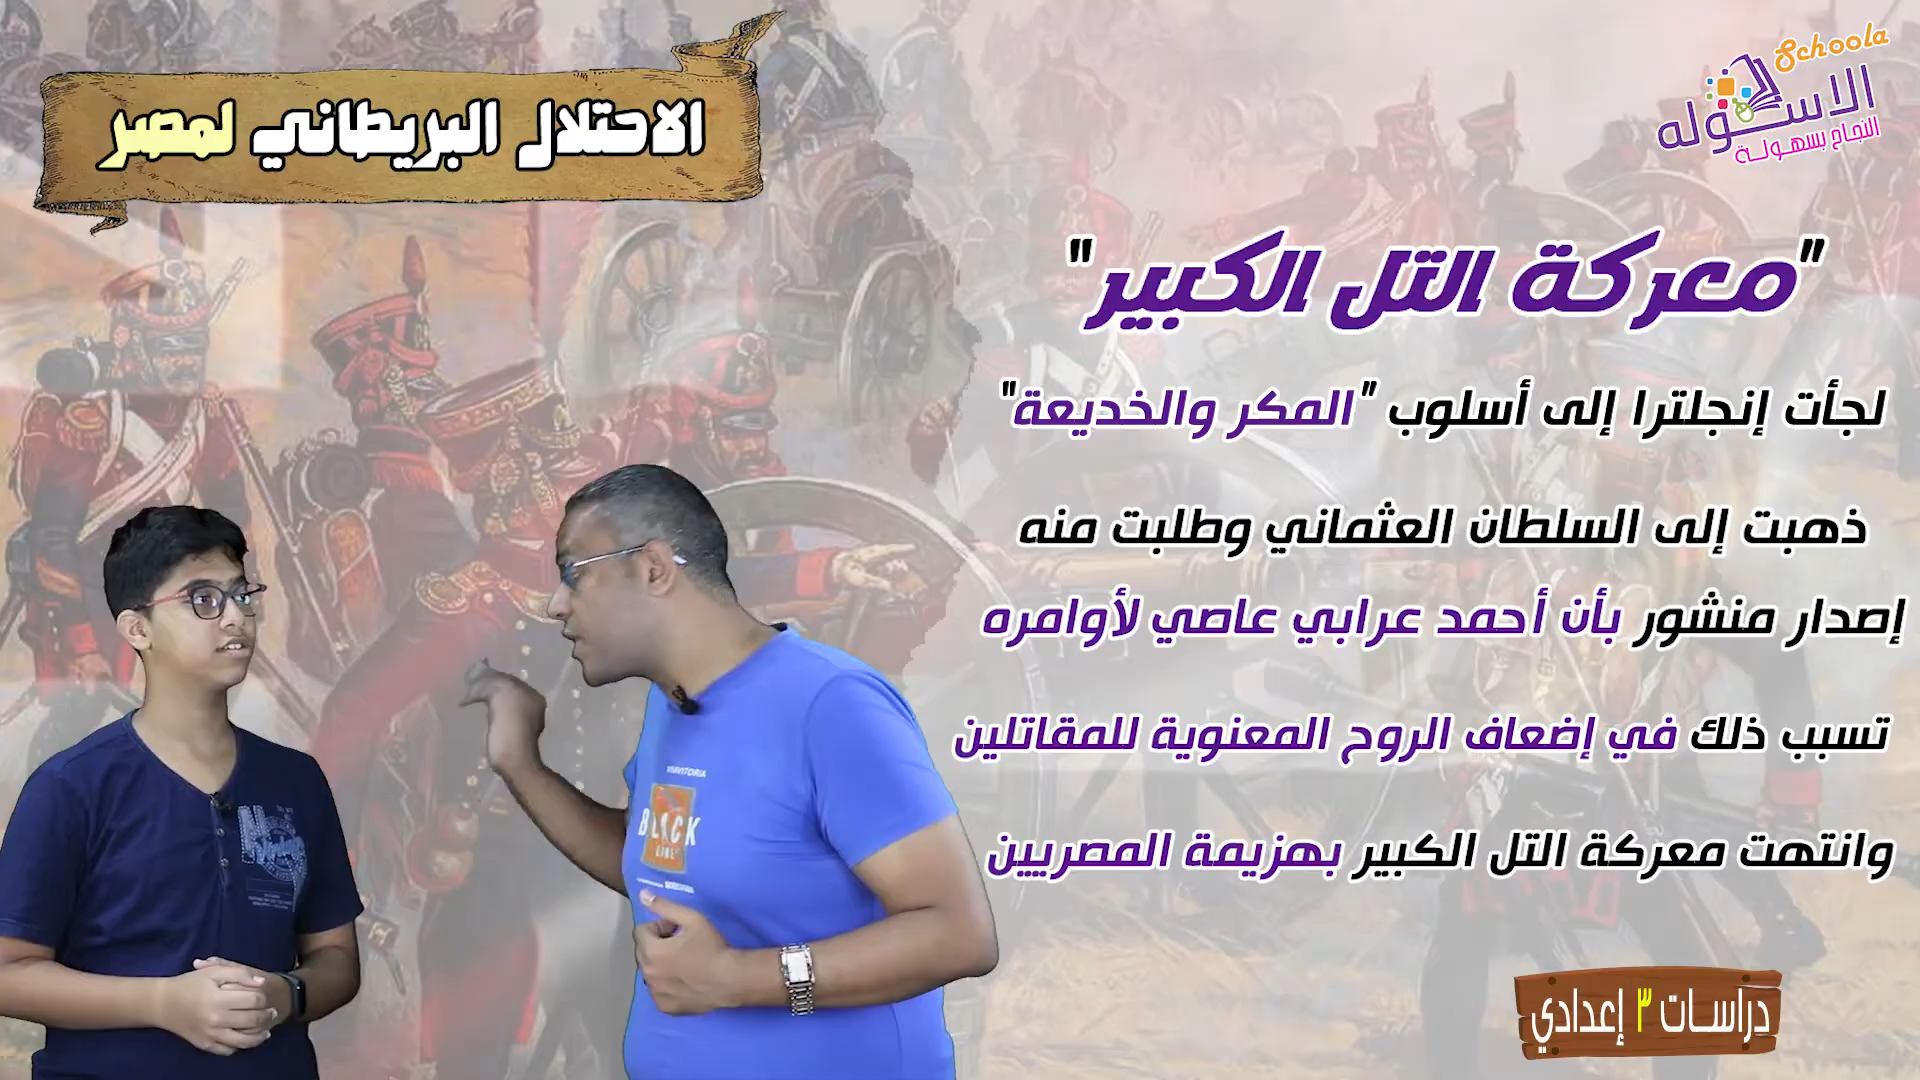 الاحتلال البريطاني لمصر
Schoola
الاسكوله
النجاح بسهولة
"معركة التل الكبير"
لجأت إنجلترا إلى أسلوب "المكر والخديعة"
ذهبت إلى السلطان العثماني وطلبت منه
إصدار منشور بأن أحمد عرابي عاصي لأوامره
تسبب ذلك في إضعاف الروح المعنوية للمقاتلين
وانتهت معركة التل الكبير بهزيمة المصريين
BLACK
LINE
دراسات ٣ إعدادي